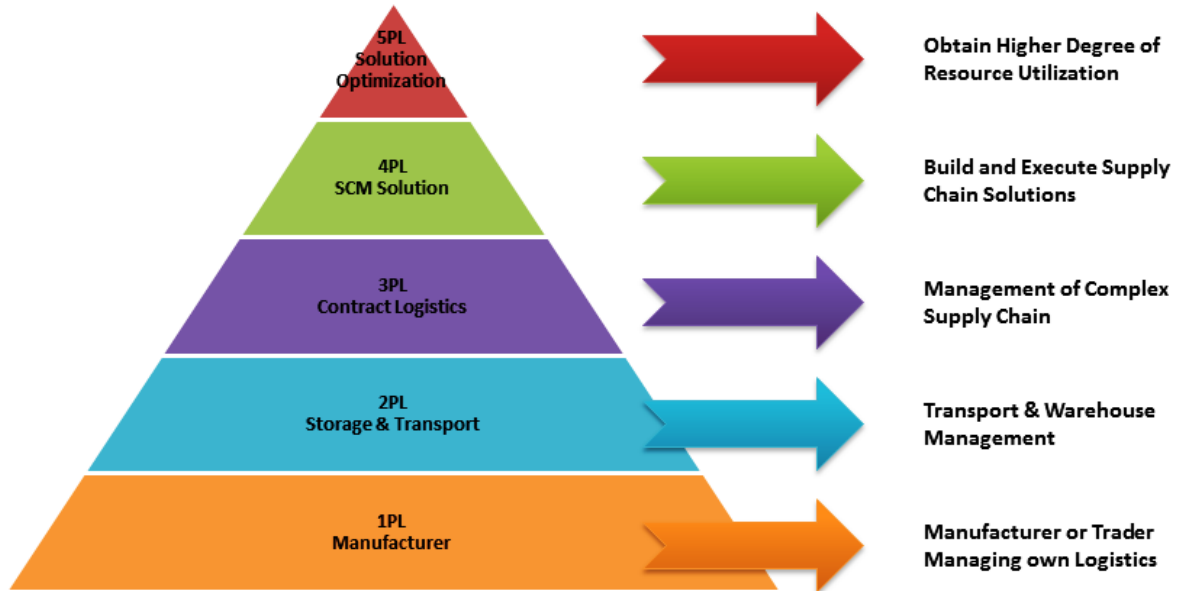 5PL
Solution
Optimization
Obtain Higher Degree of
Resource Utilization
4PL
SCM Solution
Build and Execute Supply
Chain Solutions
3PL
Contract Logistics
Management of Complex
Supply Chain
2PL
Storage & Transport
Transport & Warehouse
Management
1PL
Manufacturer
Manufacturer or Trader
Managing own Logistics